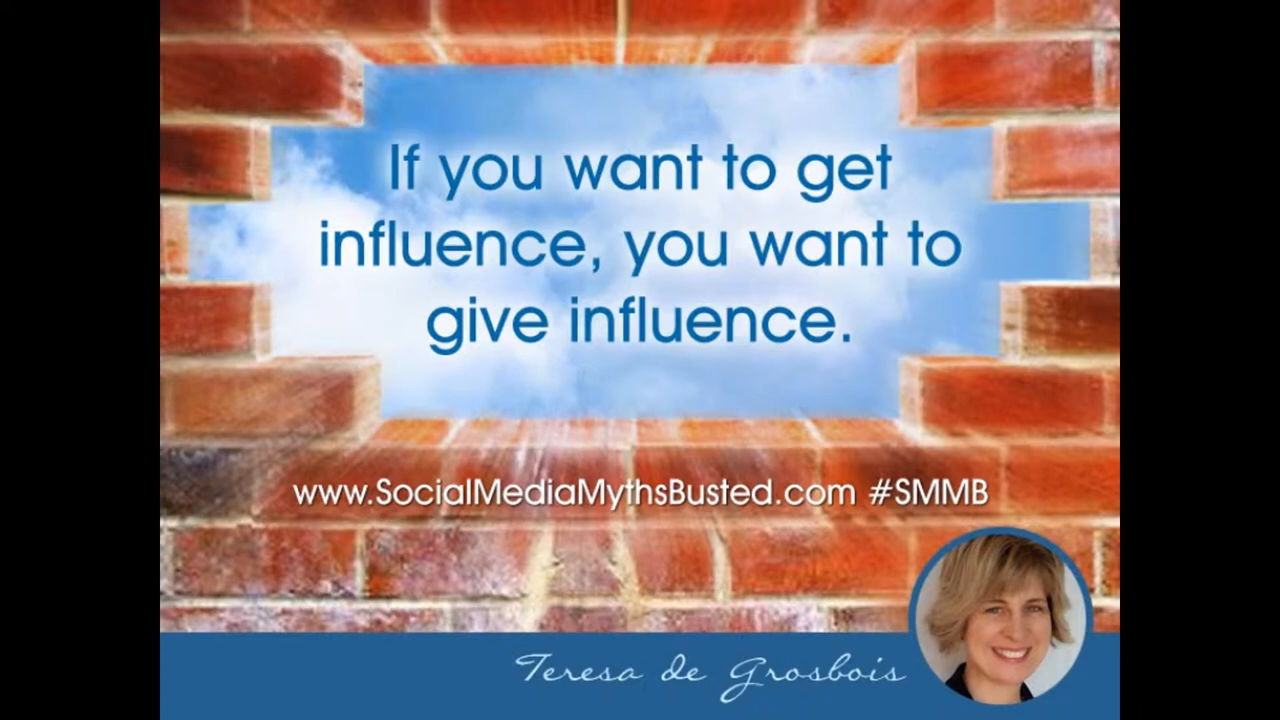 If you want to get
influence, you want to
give influence.
www.SocialMediaMythsBusted.com #SMMB
Teresa de Grosbois